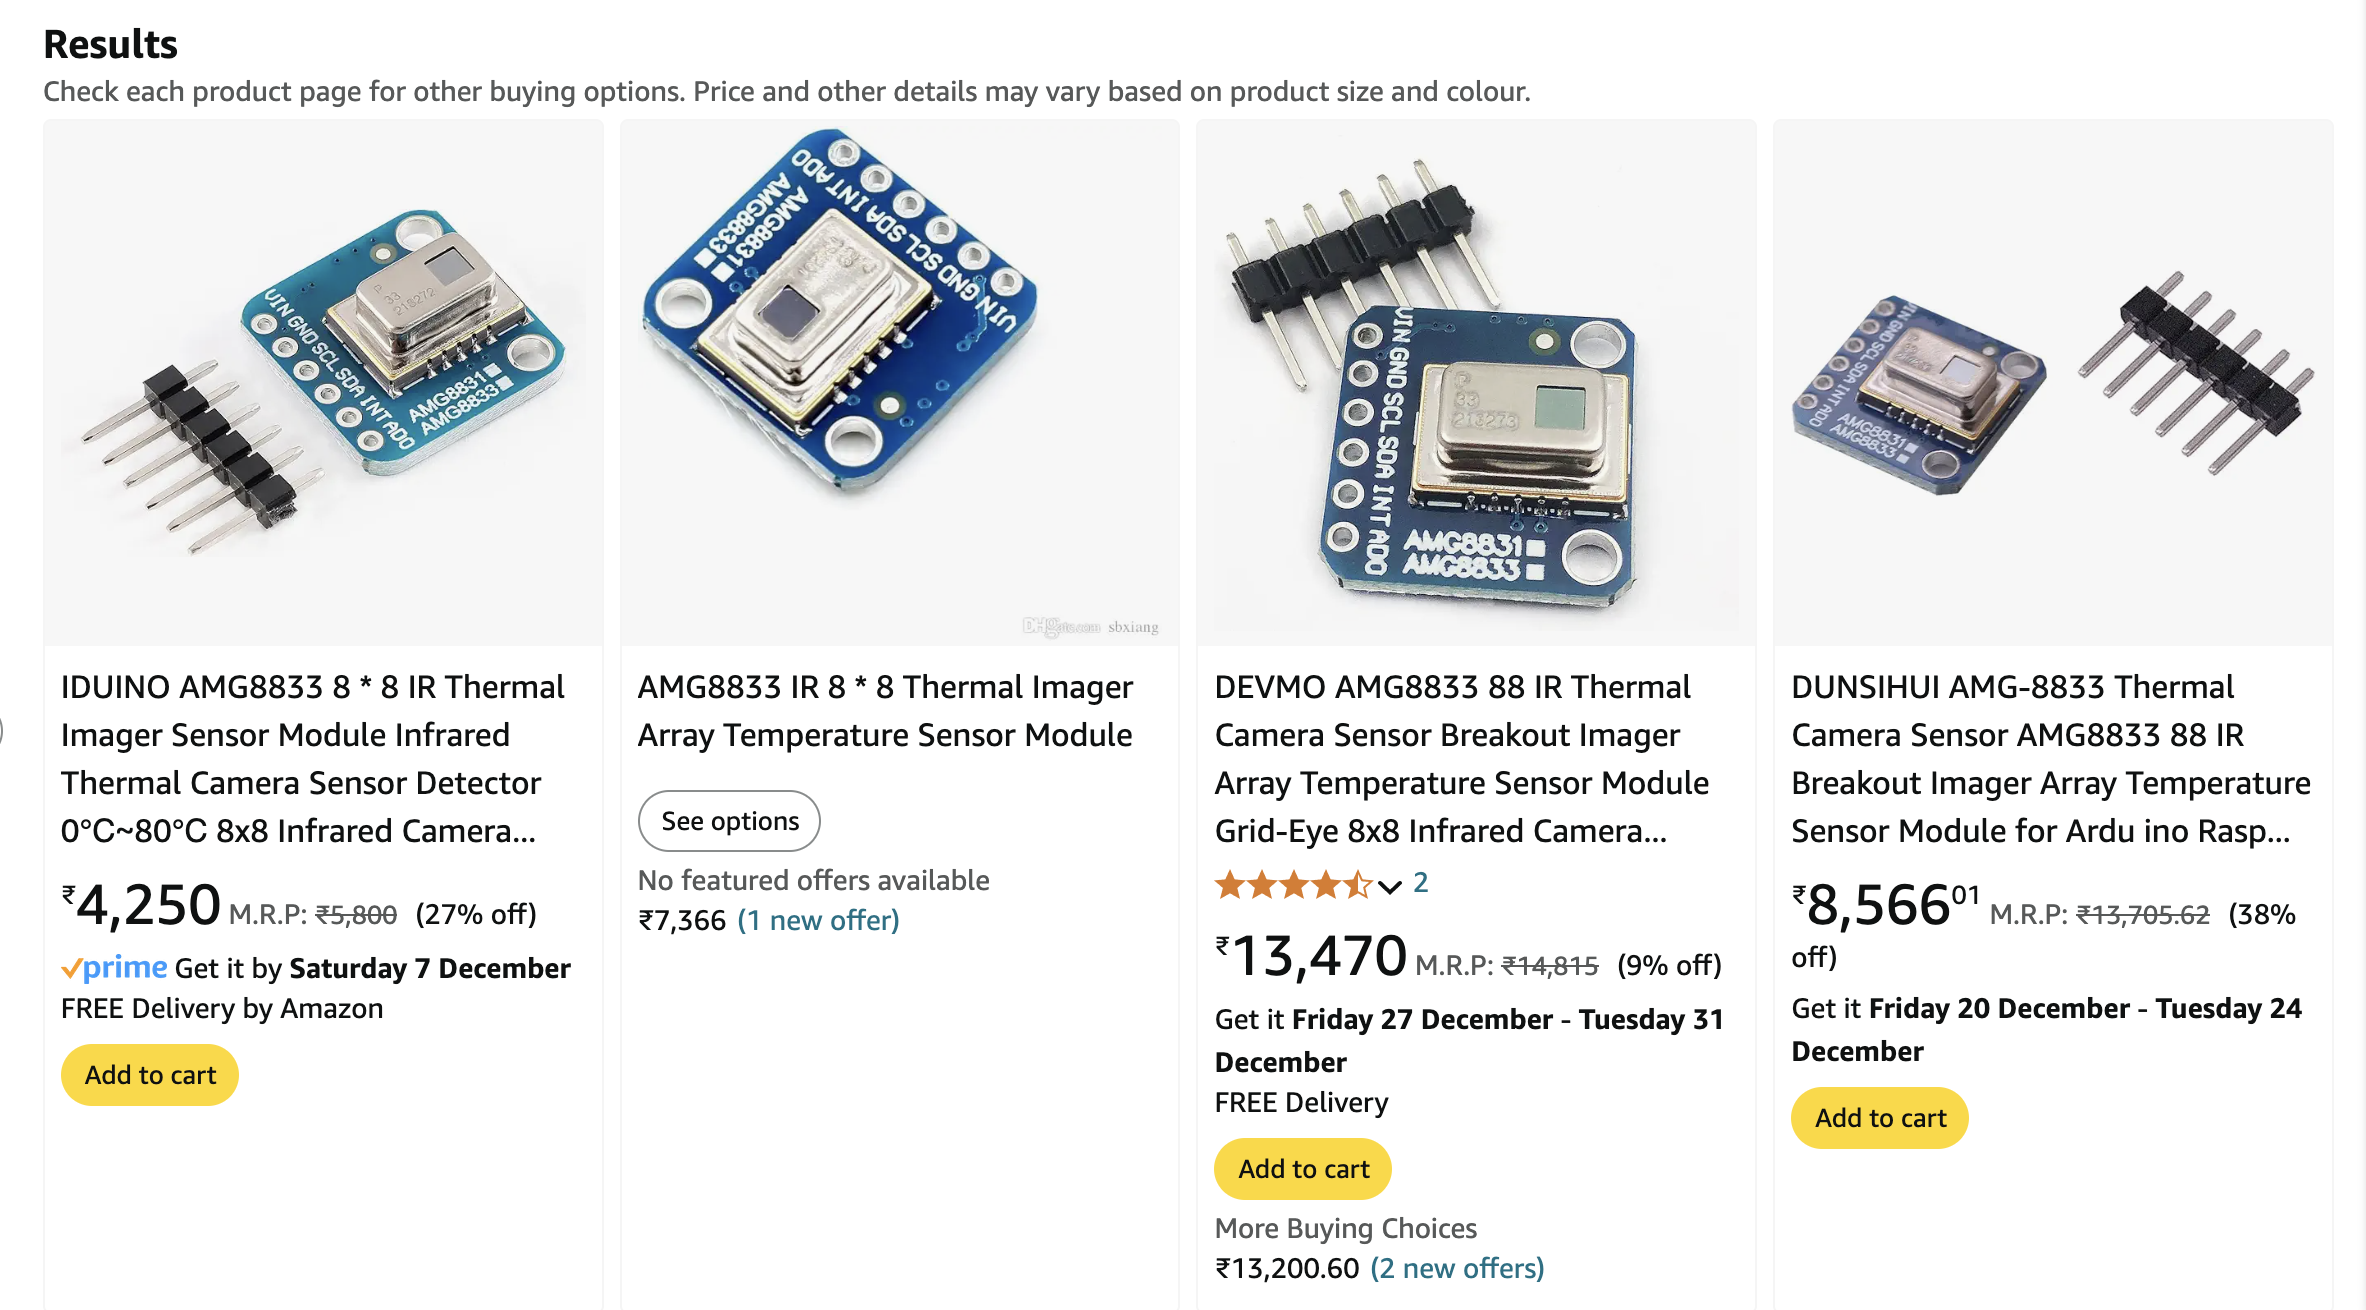 Results
Check each product page for other buying options. Price and other details may vary based on product size and colour.
VIN GND SCL SDA INT ADO
AMG8831
AMG8833
P
33
218272
IDUINO AMG8833 8 * 8 IR Thermal
Imager Sensor Module Infrared
Thermal Camera Sensor Detector
0℃~80℃ 8x8 Infrared Camera...
₹4,250 M.R.P: ₹5,800 (27% off)
prime Get it by Saturday 7 December
FREE Delivery by Amazon
Add to cart
VIN GND SCL SDA INT ADO
AMG8831
AMG8833
DHgate.com sbxiang
AMG8833 IR 8 * 8 Thermal Imager
Array Temperature Sensor Module
See options
No featured offers available
₹7,366 (1 new offer)
VIN GND SCL SDA INT ADO
33
AMG8831
AMG8833
DEVMO AMG8833 88 IR Thermal
Camera Sensor Breakout Imager
Array Temperature Sensor Module
Grid-Eye 8x8 Infrared Camera...
2
₹13,470 M.R.P: ₹14,815 (9% off)
Get it Friday 27 December - Tuesday 31
December
FREE Delivery
Add to cart
More Buying Choices
₹13,200.60 (2 new offers)
VIN GND SCL SDA INT ADO
AMG8831
AMG8833
DUNSIHUI AMG-8833 Thermal
Camera Sensor AMG8833 88 IR
Breakout Imager Array Temperature
Sensor Module for Ardu ino Rasp...
₹8,56601 M.R.P: ₹13,705.62 (38%
off)
Get it Friday 20 December - Tuesday 24
December
Add to cart